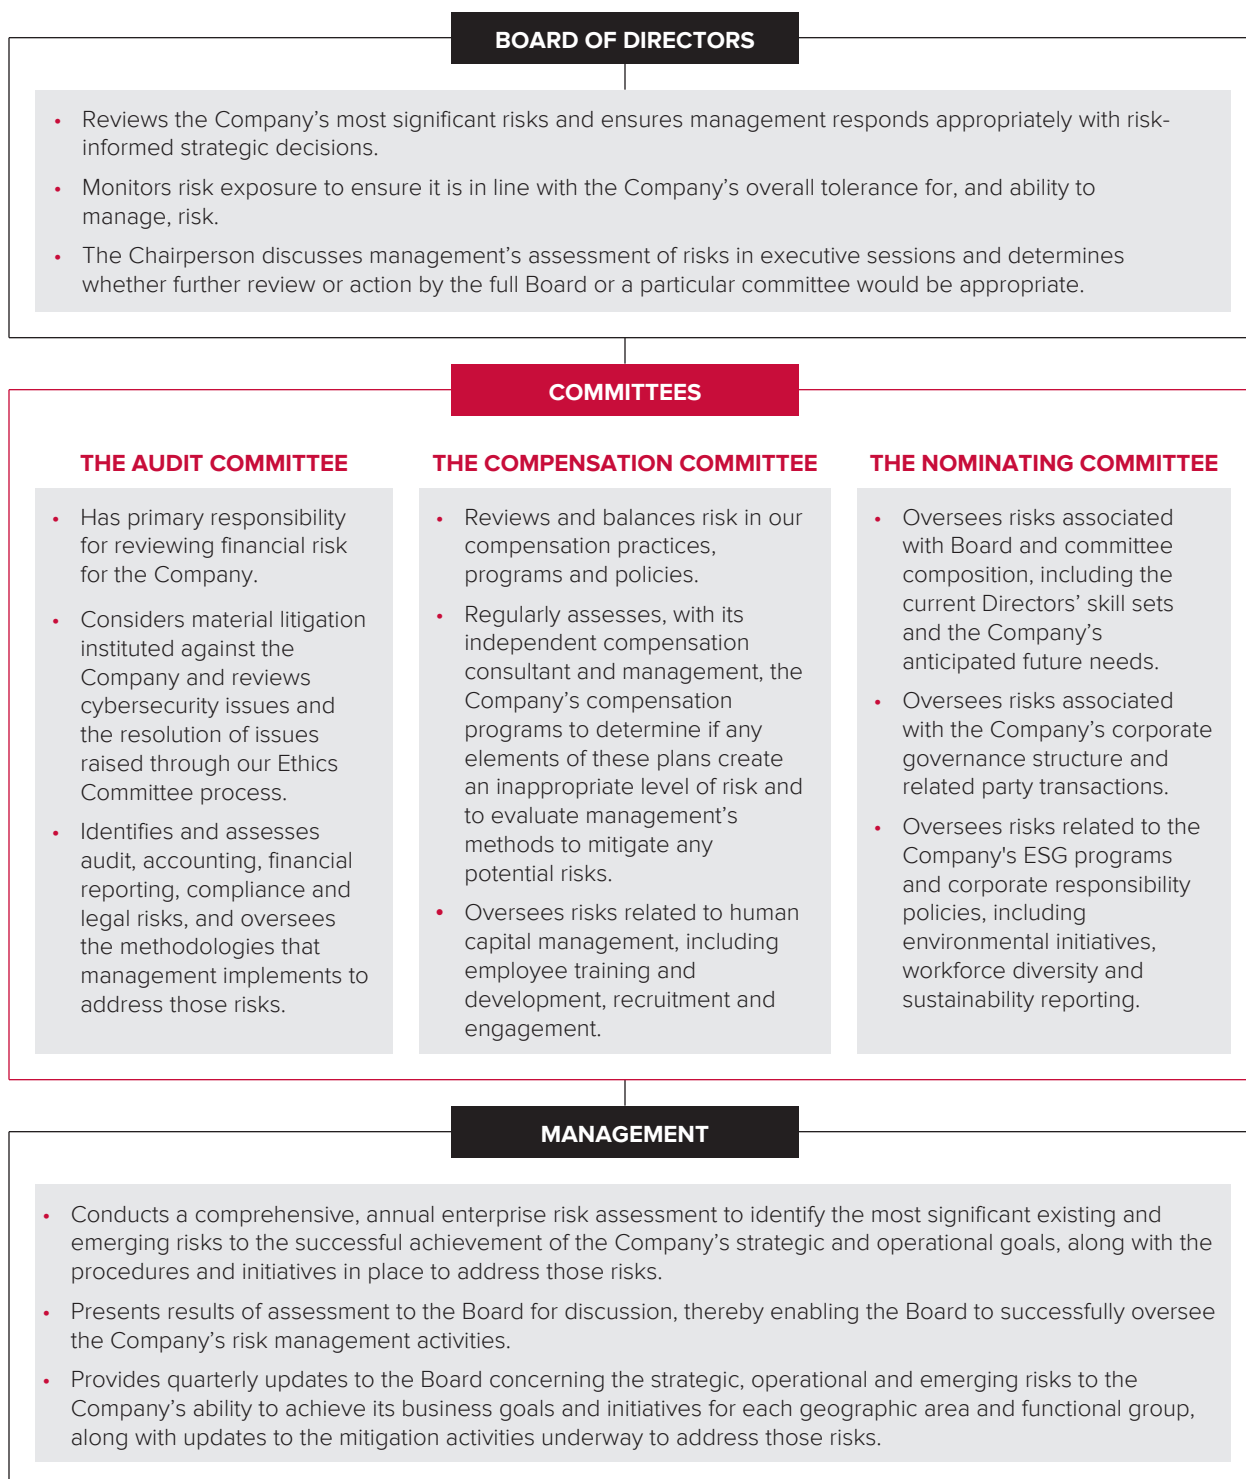 BOARD OF DIRECTORS
• Reviews the Company’s most significant risks and ensures management responds appropriately with risk-
informed strategic decisions.
• Monitors risk exposure to ensure it is in line with the Company’s overall tolerance for, and ability to
manage, risk.
• The Chairperson discusses management’s assessment of risks in executive sessions and determines
whether further review or action by the full Board or a particular committee would be appropriate.
COMMITTEES
THE AUDIT COMMITTEE
• Has primary responsibility
for reviewing financial risk
for the Company.
• Considers material litigation
instituted against the
Company and reviews
cybersecurity issues and
the resolution of issues
raised through our Ethics
Committee process.
• Identifies and assesses
audit, accounting, financial
reporting, compliance and
legal risks, and oversees
the methodologies that
management implements to
address those risks.
THE COMPENSATION COMMITTEE
• Reviews and balances risk in our
compensation practices,
programs and policies.
• Regularly assesses, with its
independent compensation
consultant and management, the
Company’s compensation
programs to determine if any
elements of these plans create
an inappropriate level of risk and
to evaluate management’s
methods to mitigate any
potential risks.
• Oversees risks related to human
capital management, including
employee training and
development, recruitment and
engagement.
THE NOMINATING COMMITTEE
• Oversees risks associated
with Board and committee
composition, including the
current Directors’ skill sets
and the Company’s
anticipated future needs.
• Oversees risks associated
with the Company’s corporate
governance structure and
related party transactions.
• Oversees risks related to the
Company's ESG programs
and corporate responsibility
policies, including
environmental initiatives,
workforce diversity and
sustainability reporting.
MANAGEMENT
• Conducts a comprehensive, annual enterprise risk assessment to identify the most significant existing and
emerging risks to the successful achievement of the Company’s strategic and operational goals, along with the
procedures and initiatives in place to address those risks.
• Presents results of assessment to the Board for discussion, thereby enabling the Board to successfully oversee
the Company’s risk management activities.
• Provides quarterly updates to the Board concerning the strategic, operational and emerging risks to the
Company’s ability to achieve its business goals and initiatives for each geographic area and functional group,
along with updates to the mitigation activities underway to address those risks.